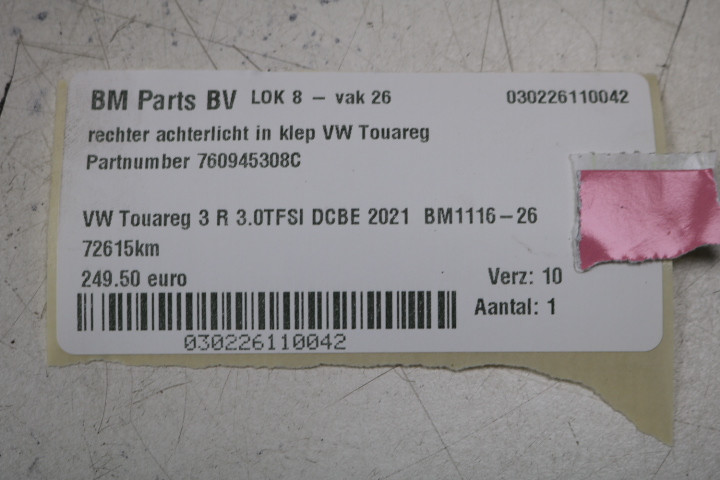 BM Parts BV LOK 8 - vak 26 030226110042
rechter achterlicht in klep VW Touareg
Partnumber 760945308C
VW Touareg 3 R 3.0TFSI DCBE 2021 BM1116-26
72615km
249.50 euro Verz: 10
Aantal: 1
030226110042